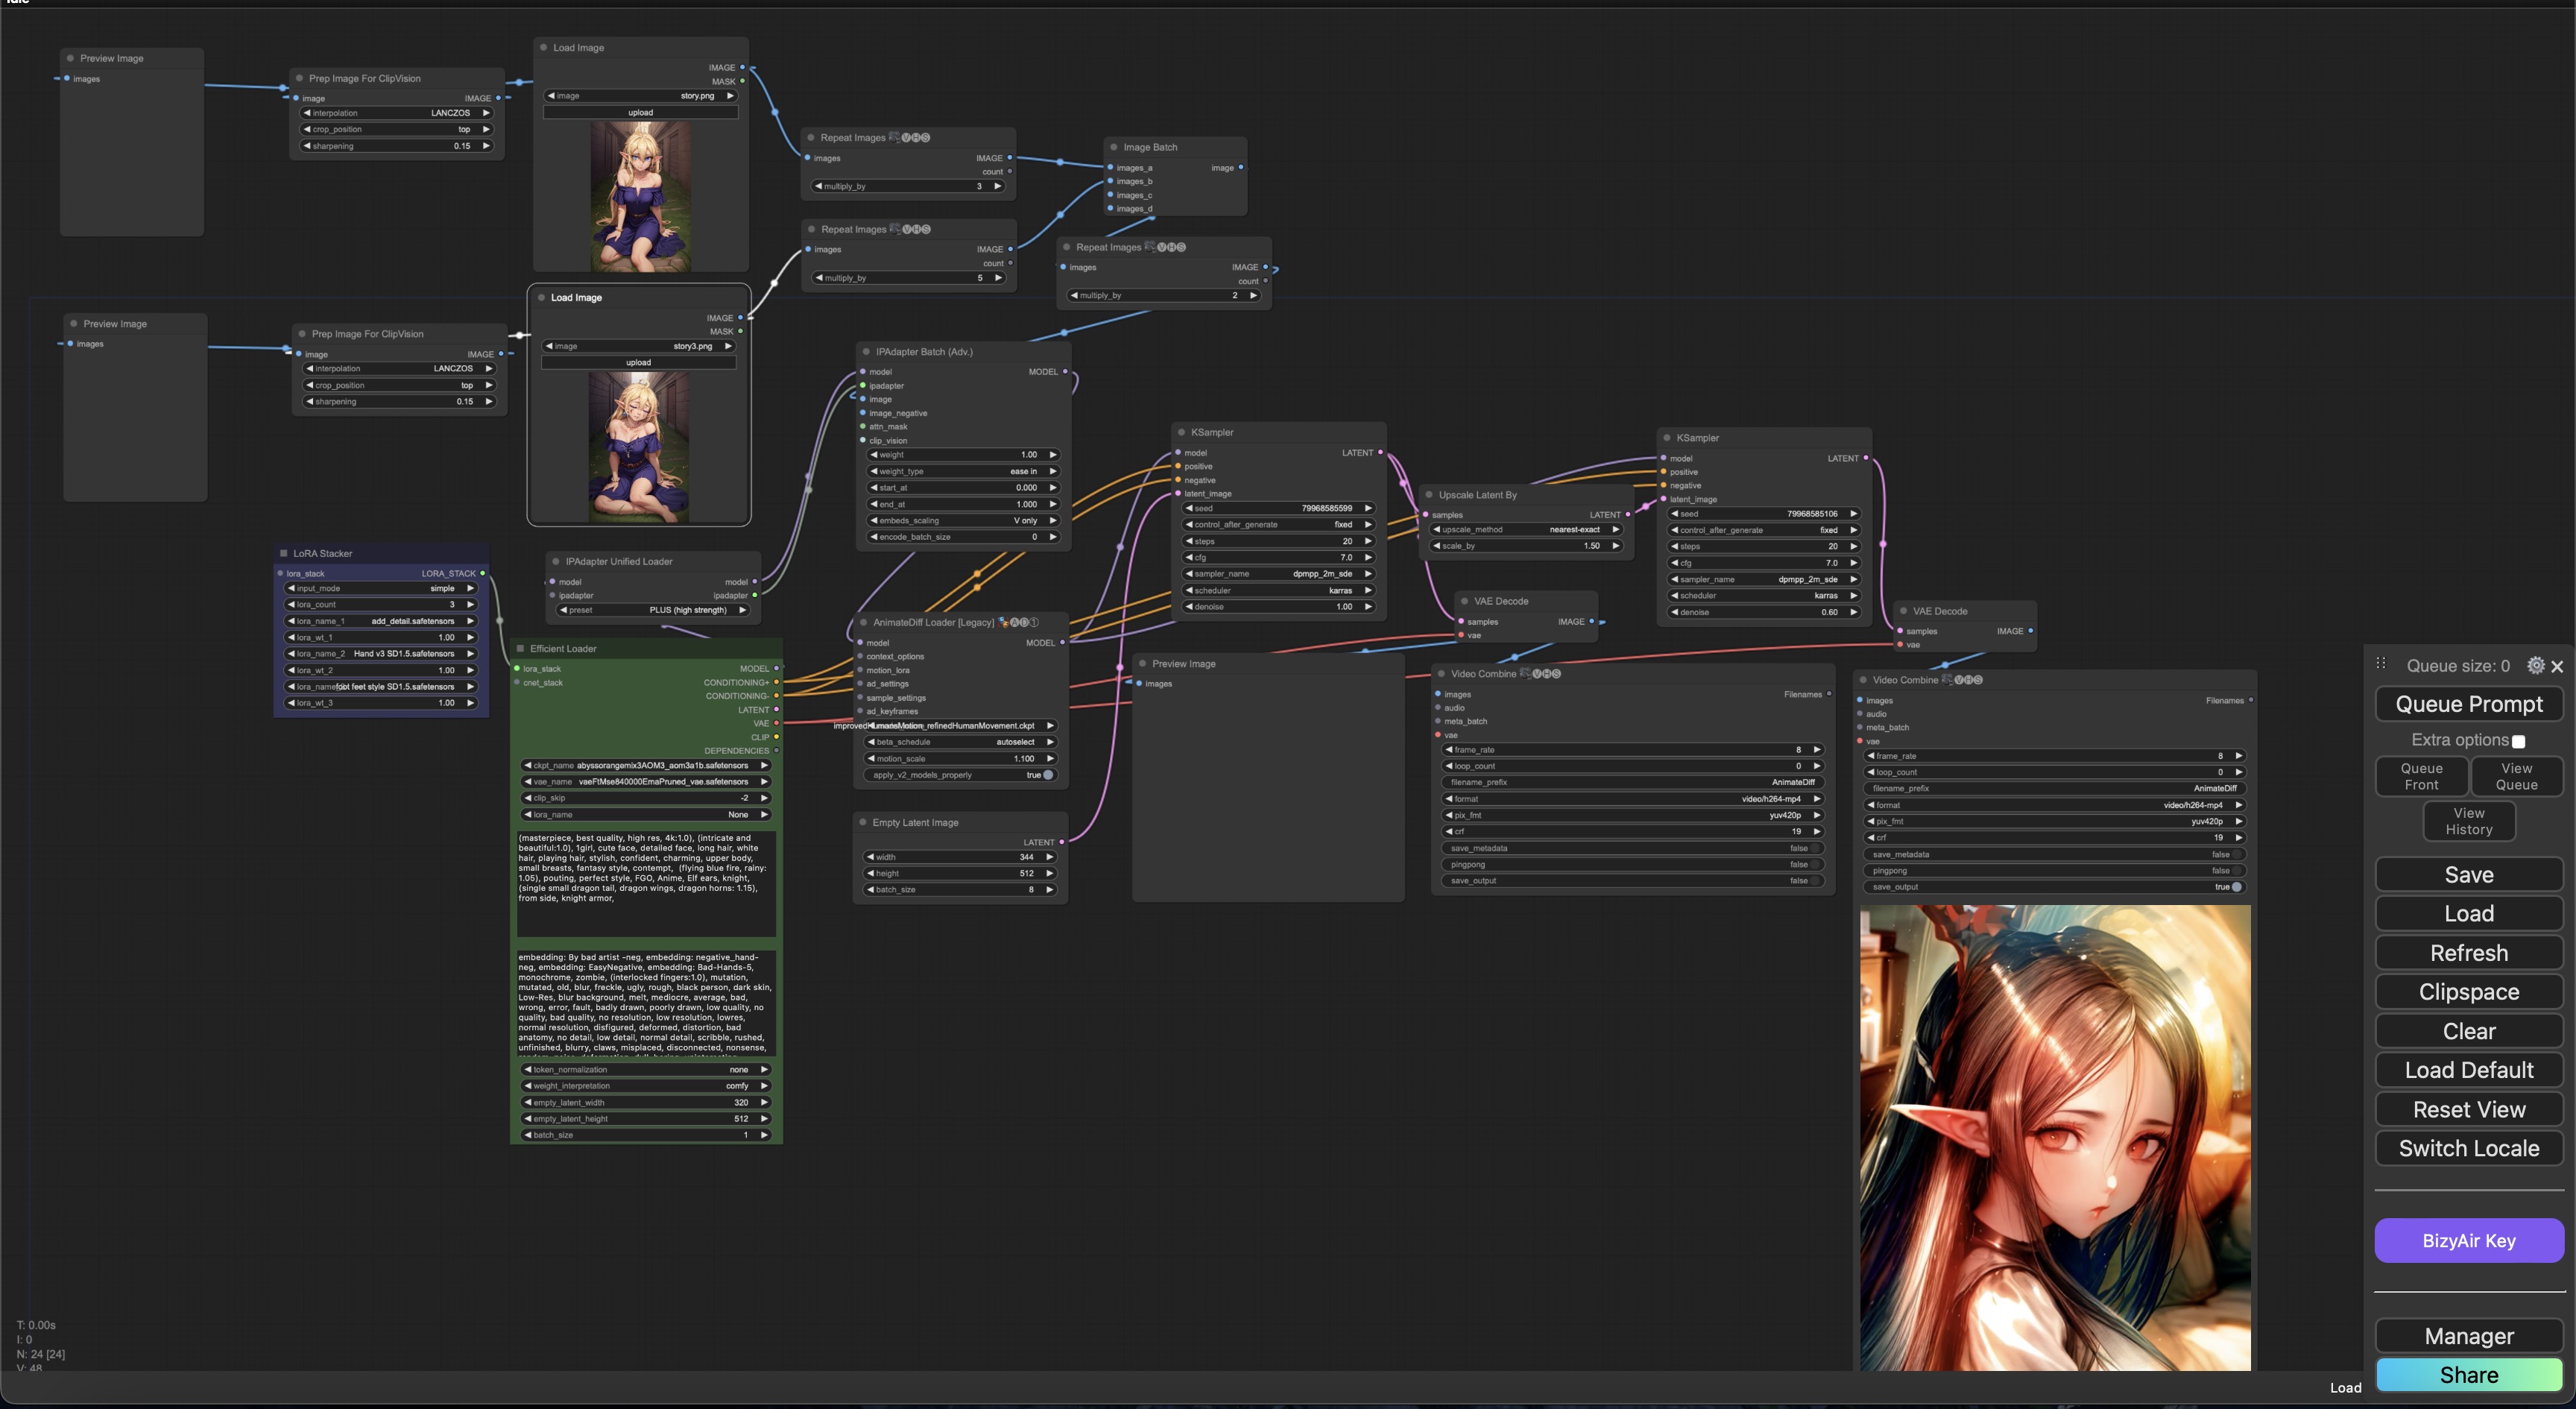 Idle
Preview Image
images
Prep Image For ClipVision
image IMAGE
interpolation LANCZOS
crop_position top
sharpening 0.15
Load Image
IMAGE
MASK
image story.png
upload
Repeat Images VHS
images IMAGE
count
multiply_by 3
Repeat Images VHS
images IMAGE
count
multiply_by 5
Image Batch
images_a image
images_b
images_c
images_d
Repeat Images VHS
images IMAGE
count
multiply_by 2
Preview Image
images
Prep Image For ClipVision
image IMAGE
interpolation LANCZOS
crop_position top
sharpening 0.15
Load Image
IMAGE
MASK
image story3.png
upload
IPAdapter Batch (Adv.)
model MODEL
ipadapter
image
image_negative
attn_mask
clip_vision
weight 1.00
weight_type ease in
start_at 0.000
end_at 1.000
embeds_scaling V only
encode_batch_size 0
LoRA Stacker
lora_stack LORA_STACK
input_mode simple
lora_count 3
lora_name_1 add_detail.safetensors
lora_wt_1 1.00
lora_name_2 Hand v3 SD1.5.safetensors
lora_wt_2 1.00
feet style SD1.5.safetensors
lora_wt_3 1.00
IPAdapter Unified Loader
model model
ipadapter ipadapter
preset PLUS (high strength)
Efficient Loader
lora_stack MODEL
cnet_stack CONDITIONING+
CONDITIONING-
LATENT
VAE
CLIP
DEPENDENCIES
ckpt_name abyssorangemix3AOM3_aom3a1b.safetensors
vae_name vaeFtMse840000EmaPruned_vae.safetensors
clip_skip -2
lora_name None
(masterpiece, best quality, high res, 4k:1.0), (intricate and
beautiful:1.0), 1girl, cute face, detailed face, long hair, white
hair, playing hair, stylish, confident, charming, upper body,
small breasts, fantasy style, contempt, (flying blue fire, rainy:
1.05), pouting, perfect style, FGO, Anime, Elf ears, knight,
(single small dragon tail, dragon wings, dragon horns: 1.15),
from side, knight armor,
embedding: By bad artist -neg, embedding: negative_hand-
neg, embedding: EasyNegative, embedding: Bad-Hands-5,
monochrome, zombie, (interlocked fingers:1.0), mutation,
mutated, old, blur, freckle, ugly, rough, black person, dark skin,
Low-Res, blur background, melt, mediocre, average, bad,
wrong, error, fault, badly drawn, poorly drawn, low quality, no
quality, bad quality, no resolution, low resolution, lowres,
normal resolution, disfigured, deformed, distortion, bad
anatomy, no detail, low detail, normal detail, scribble, rushed,
unfinished, blurry, claws, misplaced, disconnected, nonsense,
token_normalization none
weight_interpretation comfy
empty_latent_width 320
empty_latent_height 512
batch_size 1
AnimateDiff Loader [Legacy] AD1
model MODEL
context_options
motion_lora
ad_settings
sample_settings
ad_keyframes
refinedHumanMovement.ckpt
beta_schedule autoselect
motion_scale 1.100
apply_v2_models_properly true
Empty Latent Image
LATENT
width 344
height 512
batch_size 8
KSampler
model LATENT
positive
negative
latent_image
seed 79968585599
control_after_generate fixed
steps 20
cfg 7.0
sampler_name dpmpp_2m_sde
scheduler karras
denoise 1.00
Preview Image
images
Upscale Latent By
samples LATENT
upscale_method nearest-exact
scale_by 1.50
VAE Decode
samples IMAGE
vae
Video Combine VHS
images Filenames
audio
meta_batch
vae
frame_rate 8
loop_count 0
filename_prefix AnimateDiff
format video/h264-mp4
pix_fmt yuv420p
crf 19
save_metadata false
pingpong false
save_output false
KSampler
model LATENT
positive
negative
latent_image
seed 79968585106
control_after_generate fixed
steps 20
cfg 7.0
sampler_name dpmpp_2m_sde
scheduler karras
denoise 0.60
VAE Decode
samples IMAGE
vae
Video Combine VHS
images Filenames
audio
meta_batch
vae
frame_rate 8
loop_count 0
filename_prefix AnimateDiff
format video/h264-mp4
pix_fmt yuv420p
crf 19
save_metadata false
pingpong false
save_output true
Queue size: 0
Queue Prompt
Extra options
Queue Front
View Queue
View History
Save
Load
Refresh
Clipspace
Clear
Load Default
Reset View
Switch Locale
BizyAir Key
Manager
Share
T: 0.00s
I: 0
N: 24 [24]
V: 48
Load